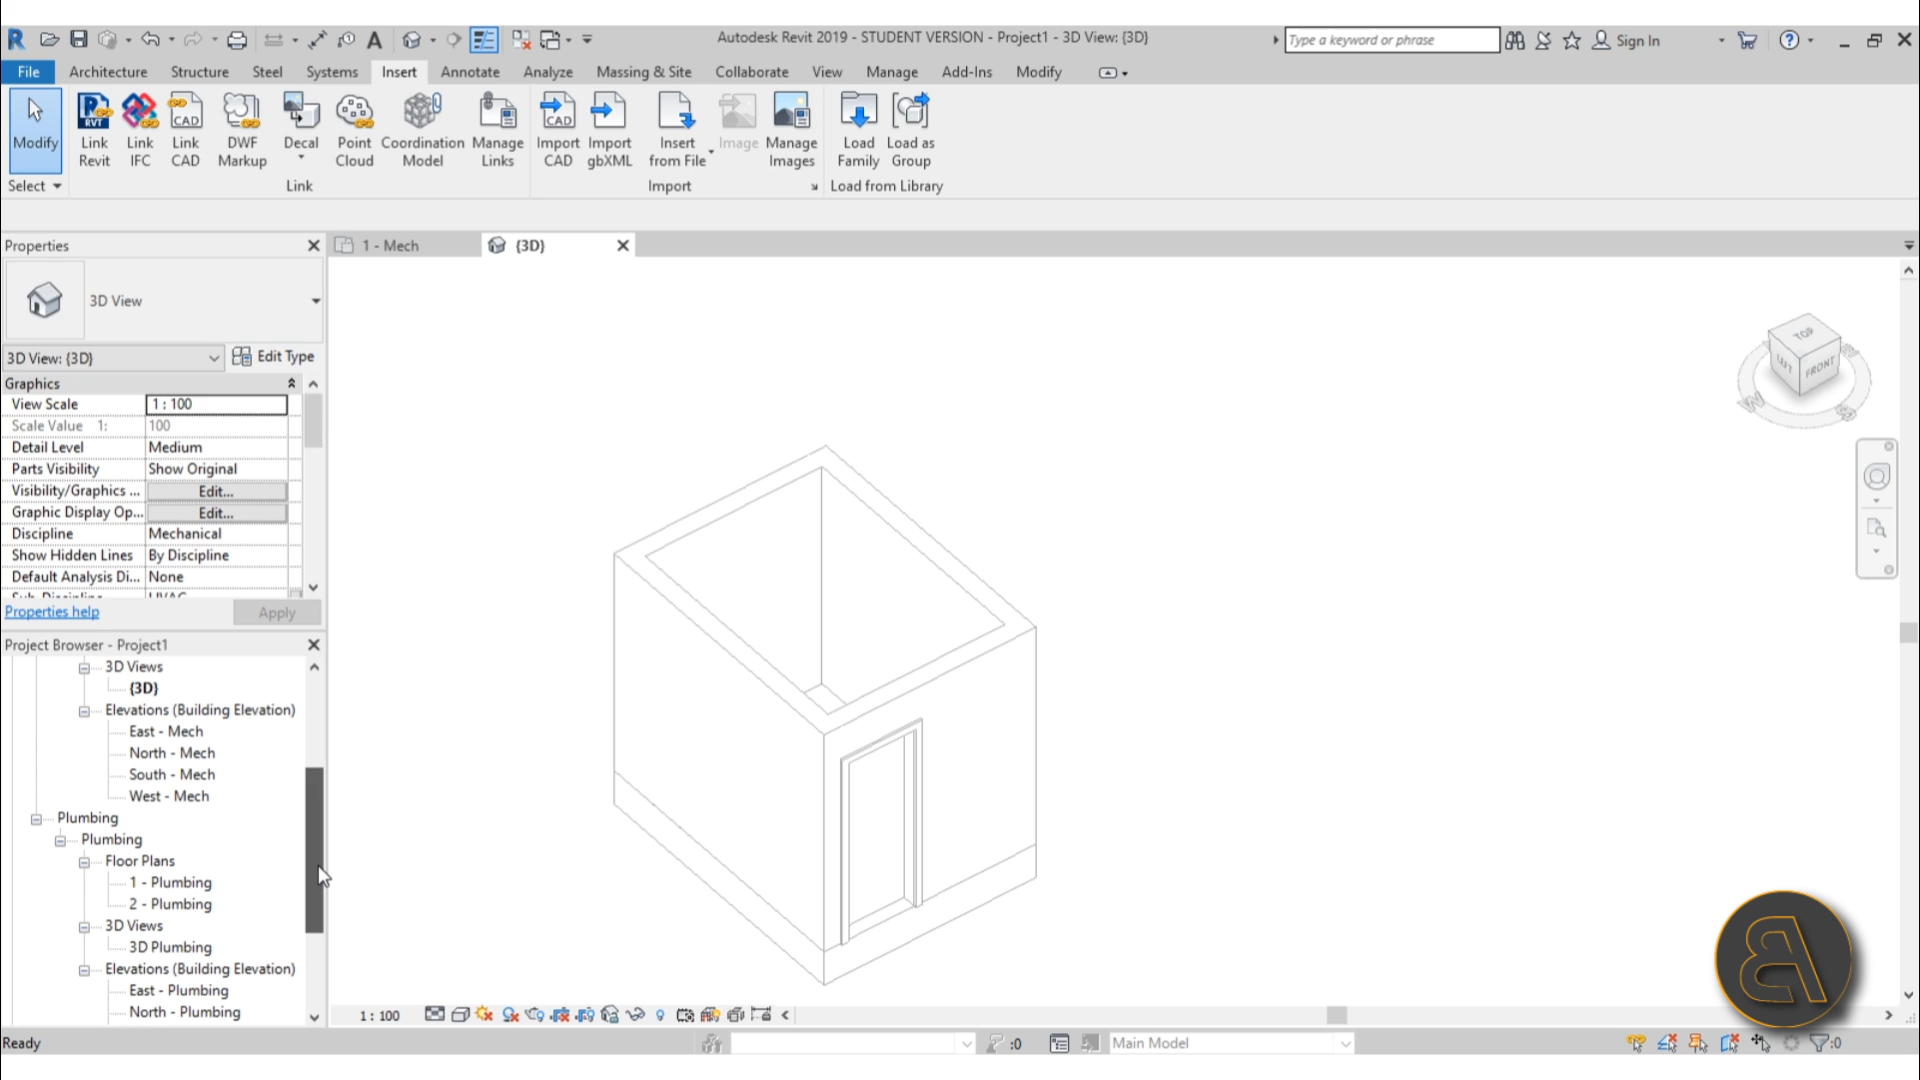 Autodesk Revit 2019 - STUDENT VERSION - Project1 - 3D View: {3D}
Type a keyword or phrase
Sign In
File Architecture Structure Steel Systems Insert Annotate Analyze Massing & Site Collaborate View Manage Add-Ins Modify
Modify
Link Revit
Link IFC
Link CAD
DWF Markup
Decal
Point Cloud
Coordination Model
Manage Links
Import CAD
Import gbXML
Insert from File
Image
Manage Images
Load Family
Load as Group
Select
Link
Import
Load from Library
Properties
1 - Mech
{3D}
3D View
3D View: {3D}
Edit Type
Graphics
View Scale 1 : 100
Scale Value 1: 100
Detail Level Medium
Parts Visibility Show Original
Visibility/Graphics ... Edit...
Graphic Display Op... Edit...
Discipline Mechanical
Show Hidden Lines By Discipline
Default Analysis Di... None
Properties help
Apply
Project Browser - Project1
3D Views
{3D}
Elevations (Building Elevation)
East - Mech
North - Mech
South - Mech
West - Mech
Plumbing
Plumbing
Floor Plans
1 - Plumbing
2 - Plumbing
3D Views
3D Plumbing
Elevations (Building Elevation)
East - Plumbing
North - Plumbing
TOP
FRONT
W
S
1 : 100
Ready
:0
Main Model
:0